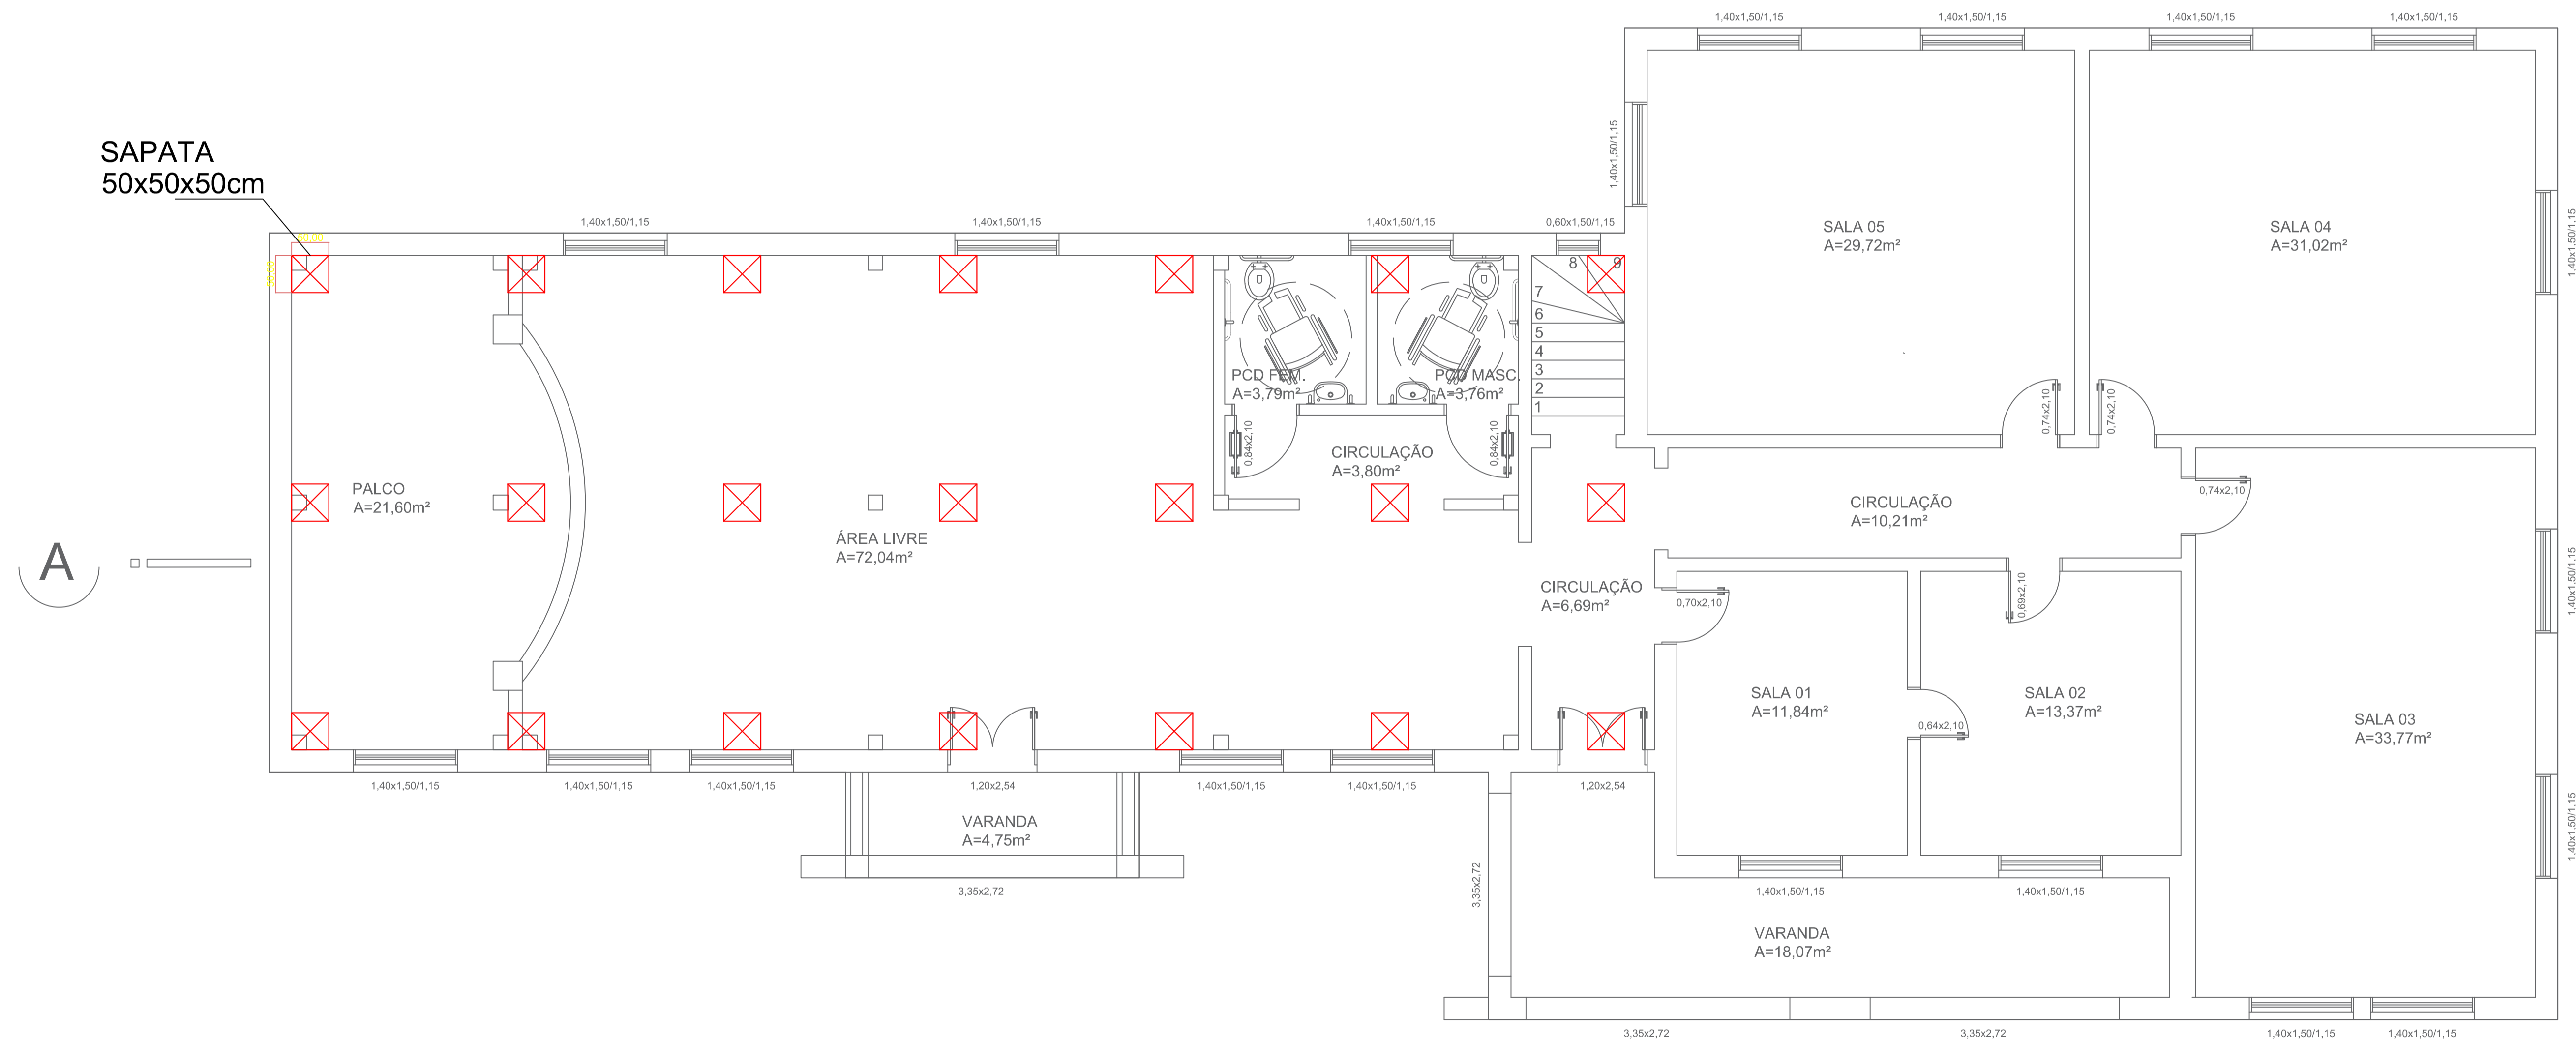 1,40x1,50/1,15
1,40x1,50/1,15
1,40x1,50/1,15
1,40x1,50/1,15
SAPATA
50x50x50cm
1,40x1,50/1,15
1,40x1,50/1,15
1,40x1,50/1,15
1,40x1,50/1,15
0,60x1,50/1,15
50,00
SALA 05
A=29,72m²
SALA 04
A=31,02m²
1,40x1,50/1,15
8
9
7
6
5
4
3
2
1
PCD FEM.
A=3,79m²
PCD MASC.
A=3,76m²
0,84x2,10
0,84x2,10
CIRCULAÇÃO
A=3,80m²
0,74x2,10
0,74x2,10
PALCO
A=21,60m²
ÁREA LIVRE
A=72,04m²
CIRCULAÇÃO
A=10,21m²
0,74x2,10
A
CIRCULAÇÃO
A=6,69m²
0,70x2,10
0,69x2,10
1,40x1,50/1,15
SALA 01
A=11,84m²
SALA 02
A=13,37m²
0,64x2,10
SALA 03
A=33,77m²
1,40x1,50/1,15
1,40x1,50/1,15
1,40x1,50/1,15
1,40x1,50/1,15
1,20x2,54
1,40x1,50/1,15
1,40x1,50/1,15
1,20x2,54
VARANDA
A=4,75m²
3,35x2,72
3,35x2,72
1,40x1,50/1,15
1,40x1,50/1,15
VARANDA
A=18,07m²
3,35x2,72
3,35x2,72
1,40x1,50/1,15
1,40x1,50/1,15